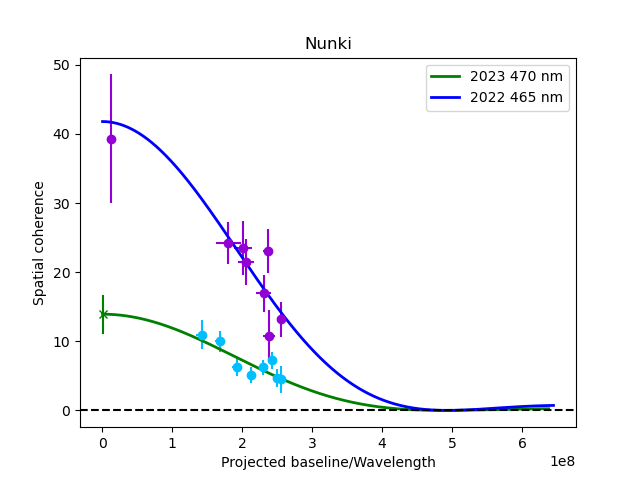 Nunki
50
40
30
20
10
0
Spatial coherence
2023 470 nm
2022 465 nm
0 1 2 3 4 5 6
1e8
Projected baseline/Wavelength